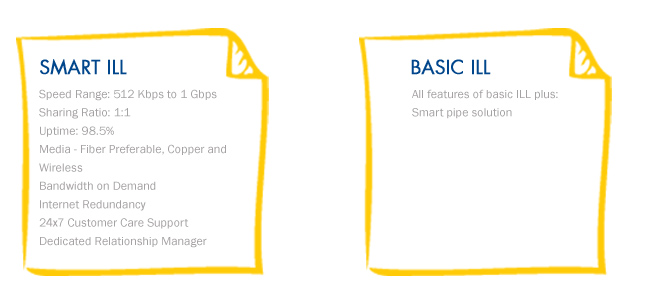 SMART ILL
Speed Range: 512 Kbps to 1 Gbps
Sharing Ratio: 1:1
Uptime: 98.5%
Media - Fiber Preferable, Copper and
Wireless
Bandwidth on Demand
Internet Redundancy
24x7 Customer Care Support
Dedicated Relationship Manager
BASIC ILL
All features of basic ILL plus:
Smart pipe solution